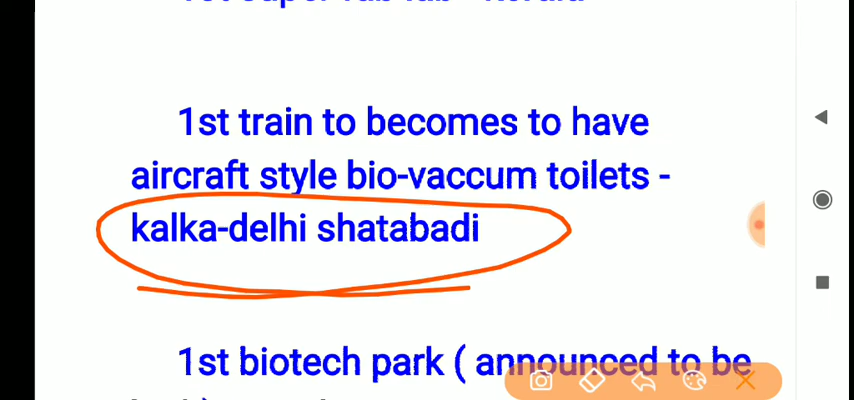 1st train to becomes to have
aircraft style bio-vaccum toilets -
kalka-delhi shatabadi
1st biotech park ( announced to be